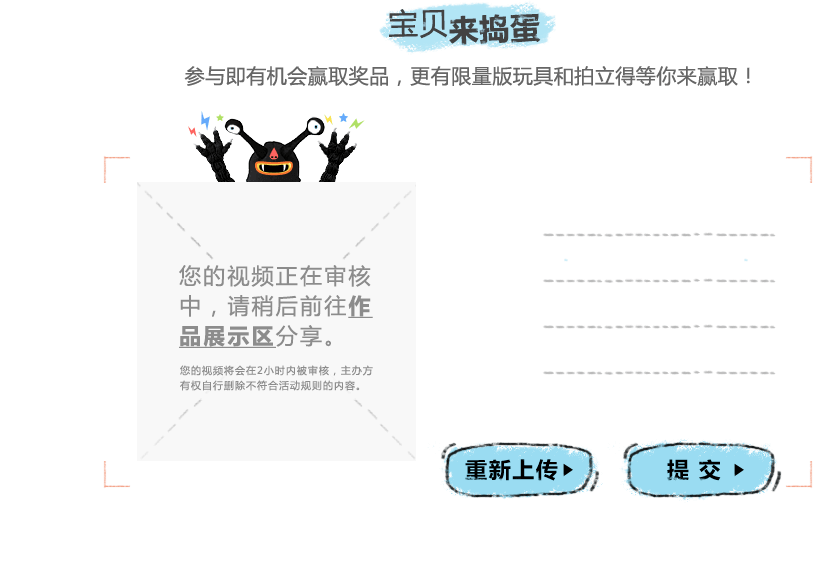 宝贝来捣蛋
参与即有机会赢取奖品，更有限量版玩具和拍立得等你来赢取！
您的视频正在审核
中，请稍后前往作
品展示区分享。
您的视频将会在2小时内被审核，主办方
有权自行删除不符合活动规则的内容。
重新上传
提交